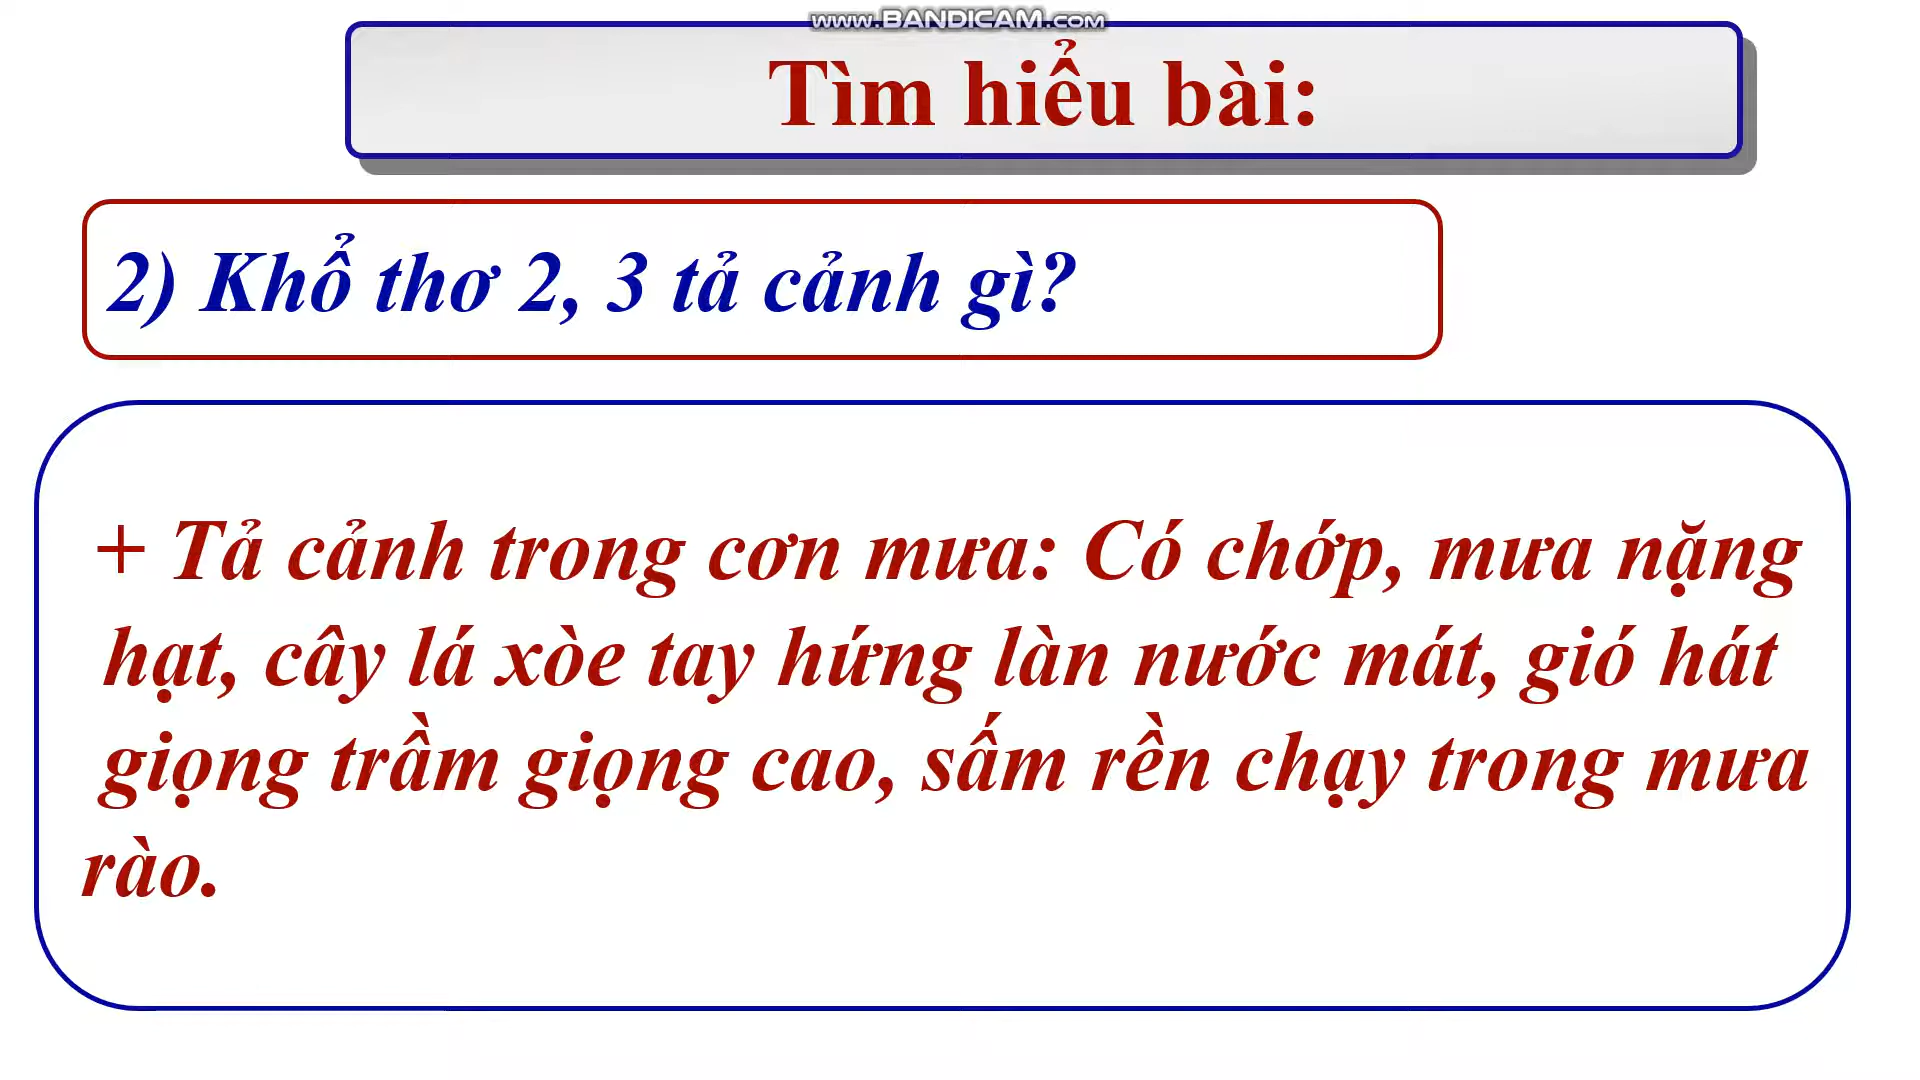 www.BANDICAM.com
Tìm hiểu bài:
2) Khổ thơ 2, 3 tả cảnh gì?
+ Tả cảnh trong cơn mưa: Có chớp, mưa nặng
hạt, cây lá xòe tay hứng làn nước mát, gió hát
giọng trầm giọng cao, sấm rền chạy trong mưa
rào.